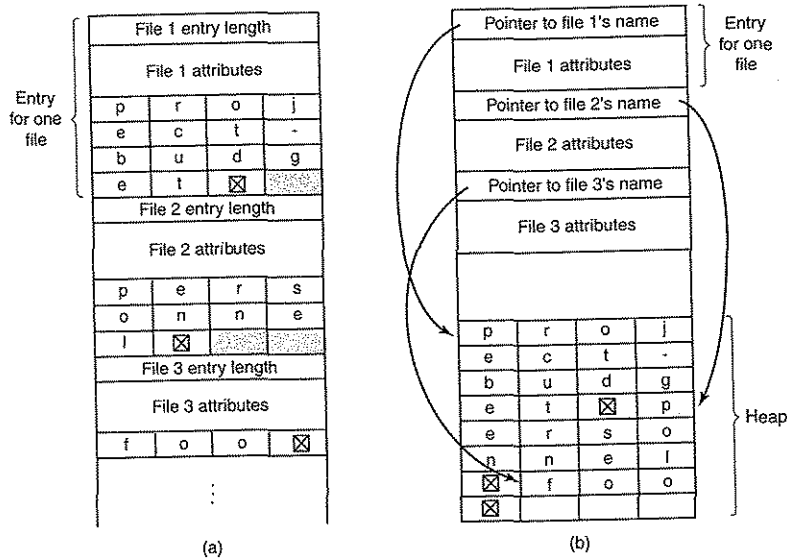 File 1 entry length
File 1 attributes
Entry
for one
file
p r o j
e c t -
b u d g
e t ☒
File 2 entry length
File 2 attributes
p e r s
o n n e
l ☒
File 3 entry length
File 3 attributes
f o o ☒
⋮
(a)
Pointer to file 1's name
File 1 attributes
Entry
for one
file
Pointer to file 2's name
File 2 attributes
Pointer to file 3's name
File 3 attributes
p r o j
e c t -
b u d g
e t ☒ p
e r s o
n n e l
☒ f o o
☒
Heap
(b)